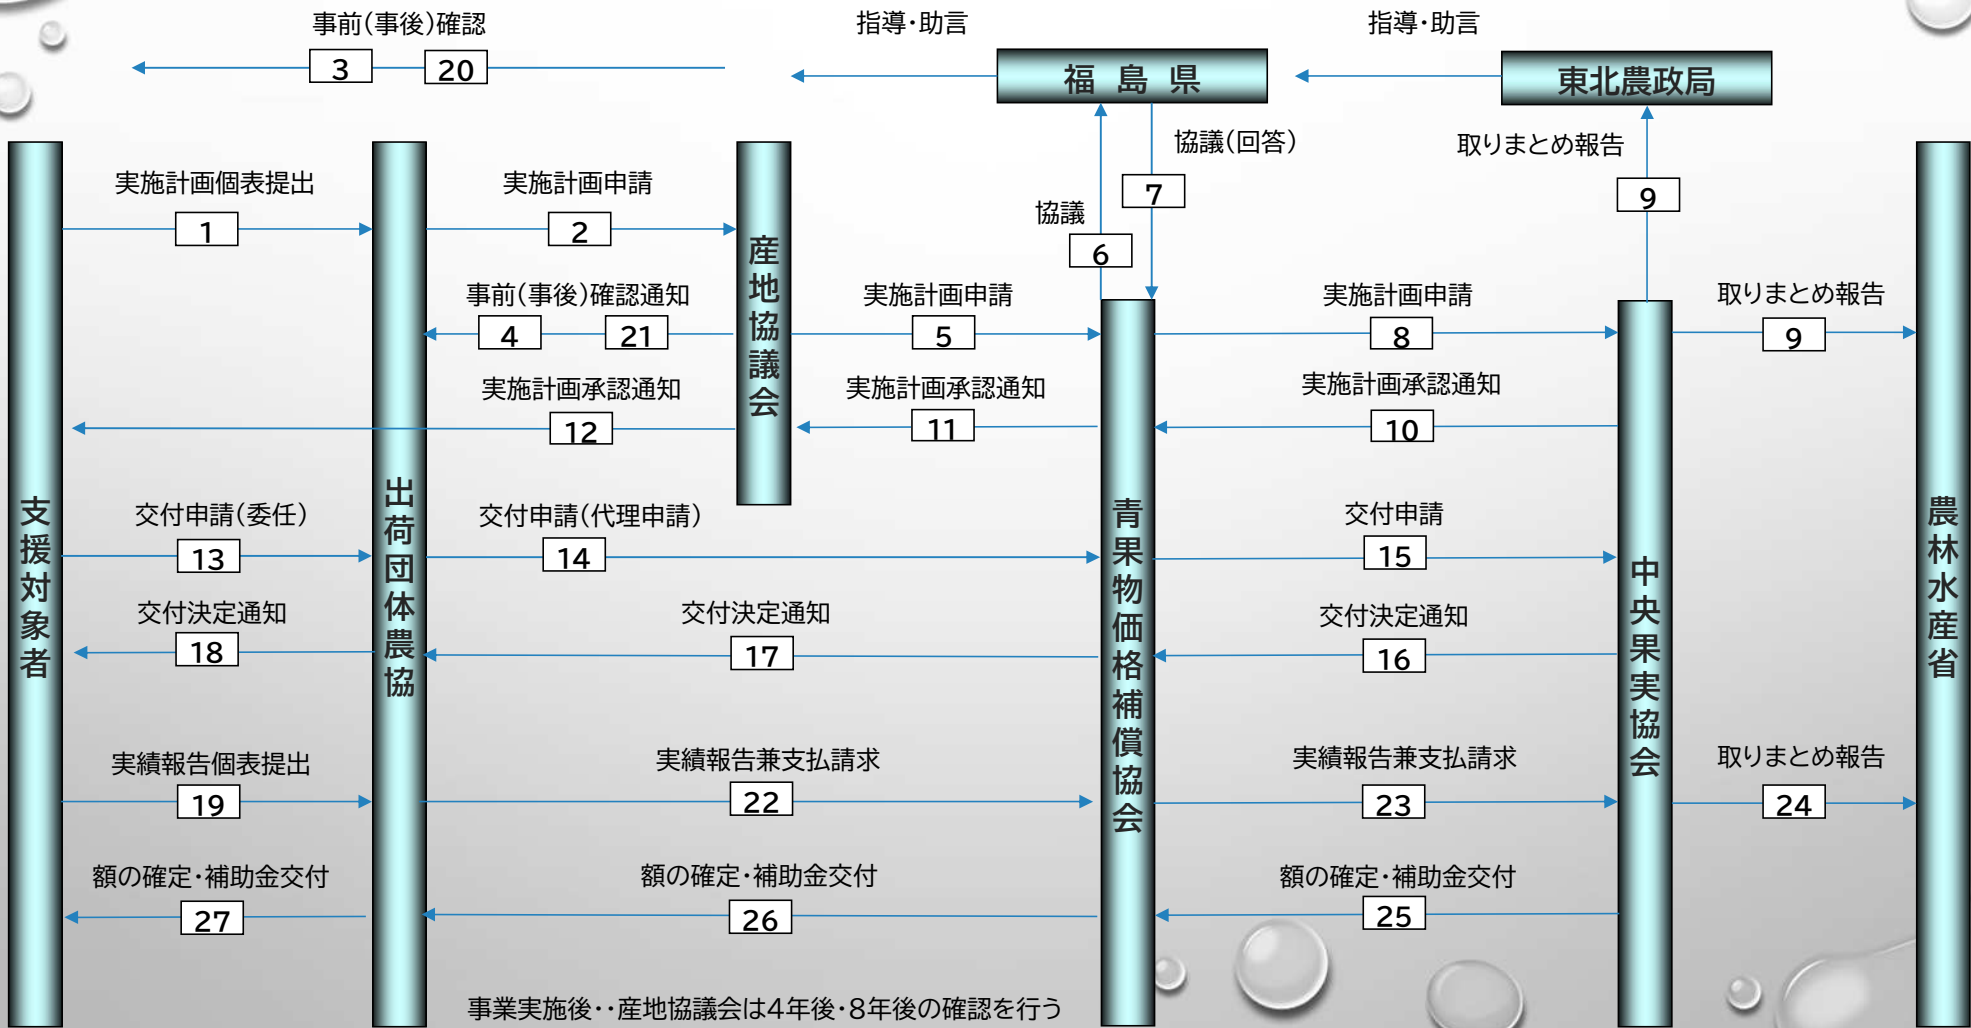 事前(事後)確認
3
20
指導・助言
福島県
指導・助言
東北農政局
協議(回答)
7
協議
6
取りまとめ報告
9
実施計画個表提出
1
実施計画申請
2
産地協議会
事前(事後)確認通知
4
21
実施計画申請
5
実施計画申請
8
取りまとめ報告
9
実施計画承認通知
12
実施計画承認通知
11
実施計画承認通知
10
支援対象者
出荷団体農協
青果物価格補償協会
中央果実協会
農林水産省
交付申請(委任)
13
交付申請(代理申請)
14
交付申請
15
交付決定通知
18
交付決定通知
17
交付決定通知
16
実績報告個表提出
19
実績報告兼支払請求
22
実績報告兼支払請求
23
取りまとめ報告
24
額の確定・補助金交付
27
額の確定・補助金交付
26
額の確定・補助金交付
25
事業実施後・・産地協議会は4年後・8年後の確認を行う